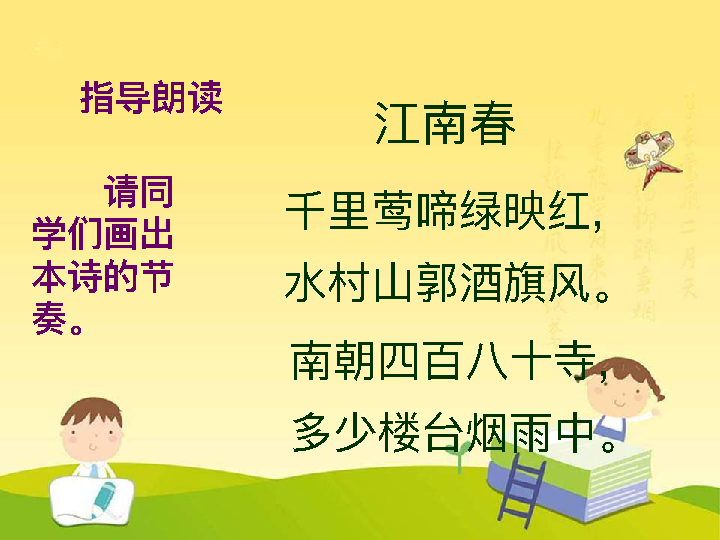 指导朗读
请同
学们画出
本诗的节
奏。
江南春
千里莺啼绿映红,
水村山郭酒旗风。
南朝四百八十寺,
多少楼台烟雨中。